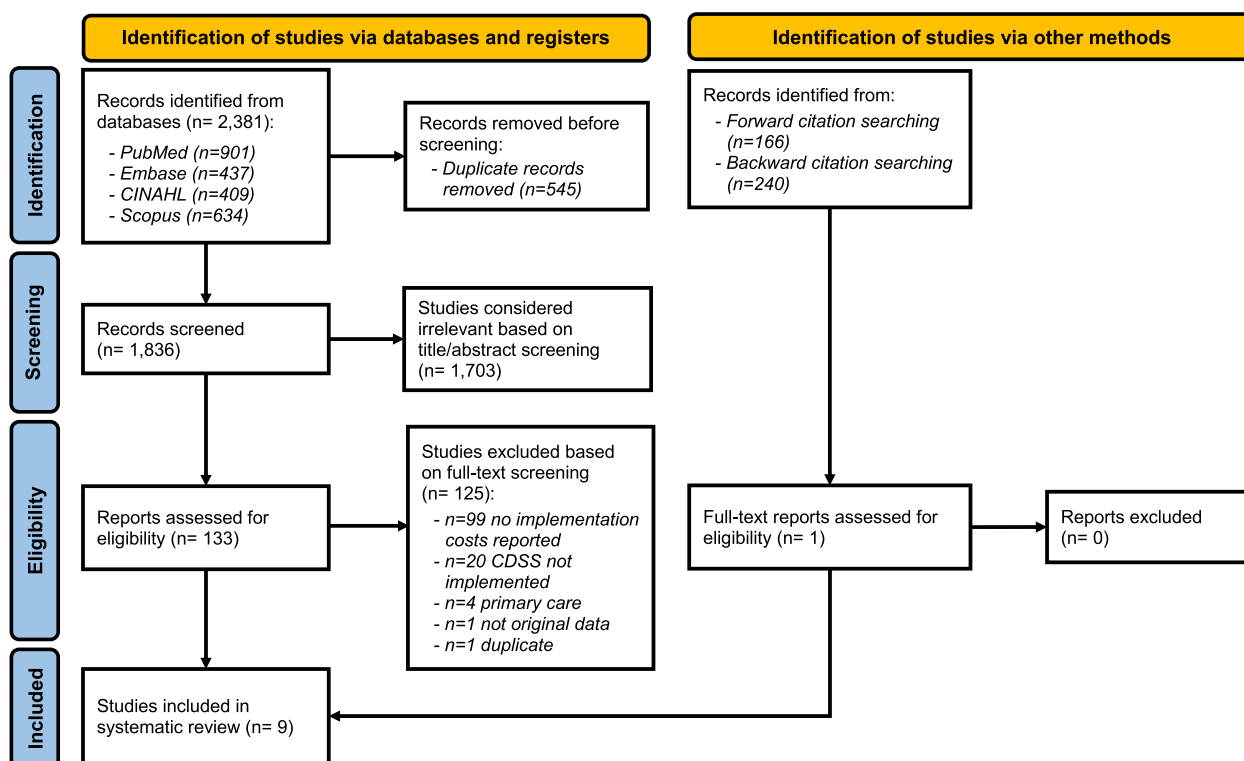 Identification of studies via databases and registers
Identification of studies via other methods
Identification
Records identified from
databases (n= 2,381):
- PubMed (n=901)
- Embase (n=437)
- CINAHL (n=409)
- Scopus (n=634)
Records removed before
screening:
- Duplicate records
removed (n=545)
Records identified from:
- Forward citation searching
(n=166)
- Backward citation searching
(n=240)
Screening
Records screened
(n= 1,836)
Studies considered
irrelevant based on
title/abstract screening
(n= 1,703)
Eligibility
Reports assessed for
eligibility (n= 133)
Studies excluded based
on full-text screening
(n= 125):
- n=99 no implementation
costs reported
- n=20 CDSS not
implemented
- n=4 primary care
- n=1 not original data
- n=1 duplicate
Full-text reports assessed for
eligibility (n= 1)
Reports excluded
(n= 0)
Included
Studies included in
systematic review (n= 9)